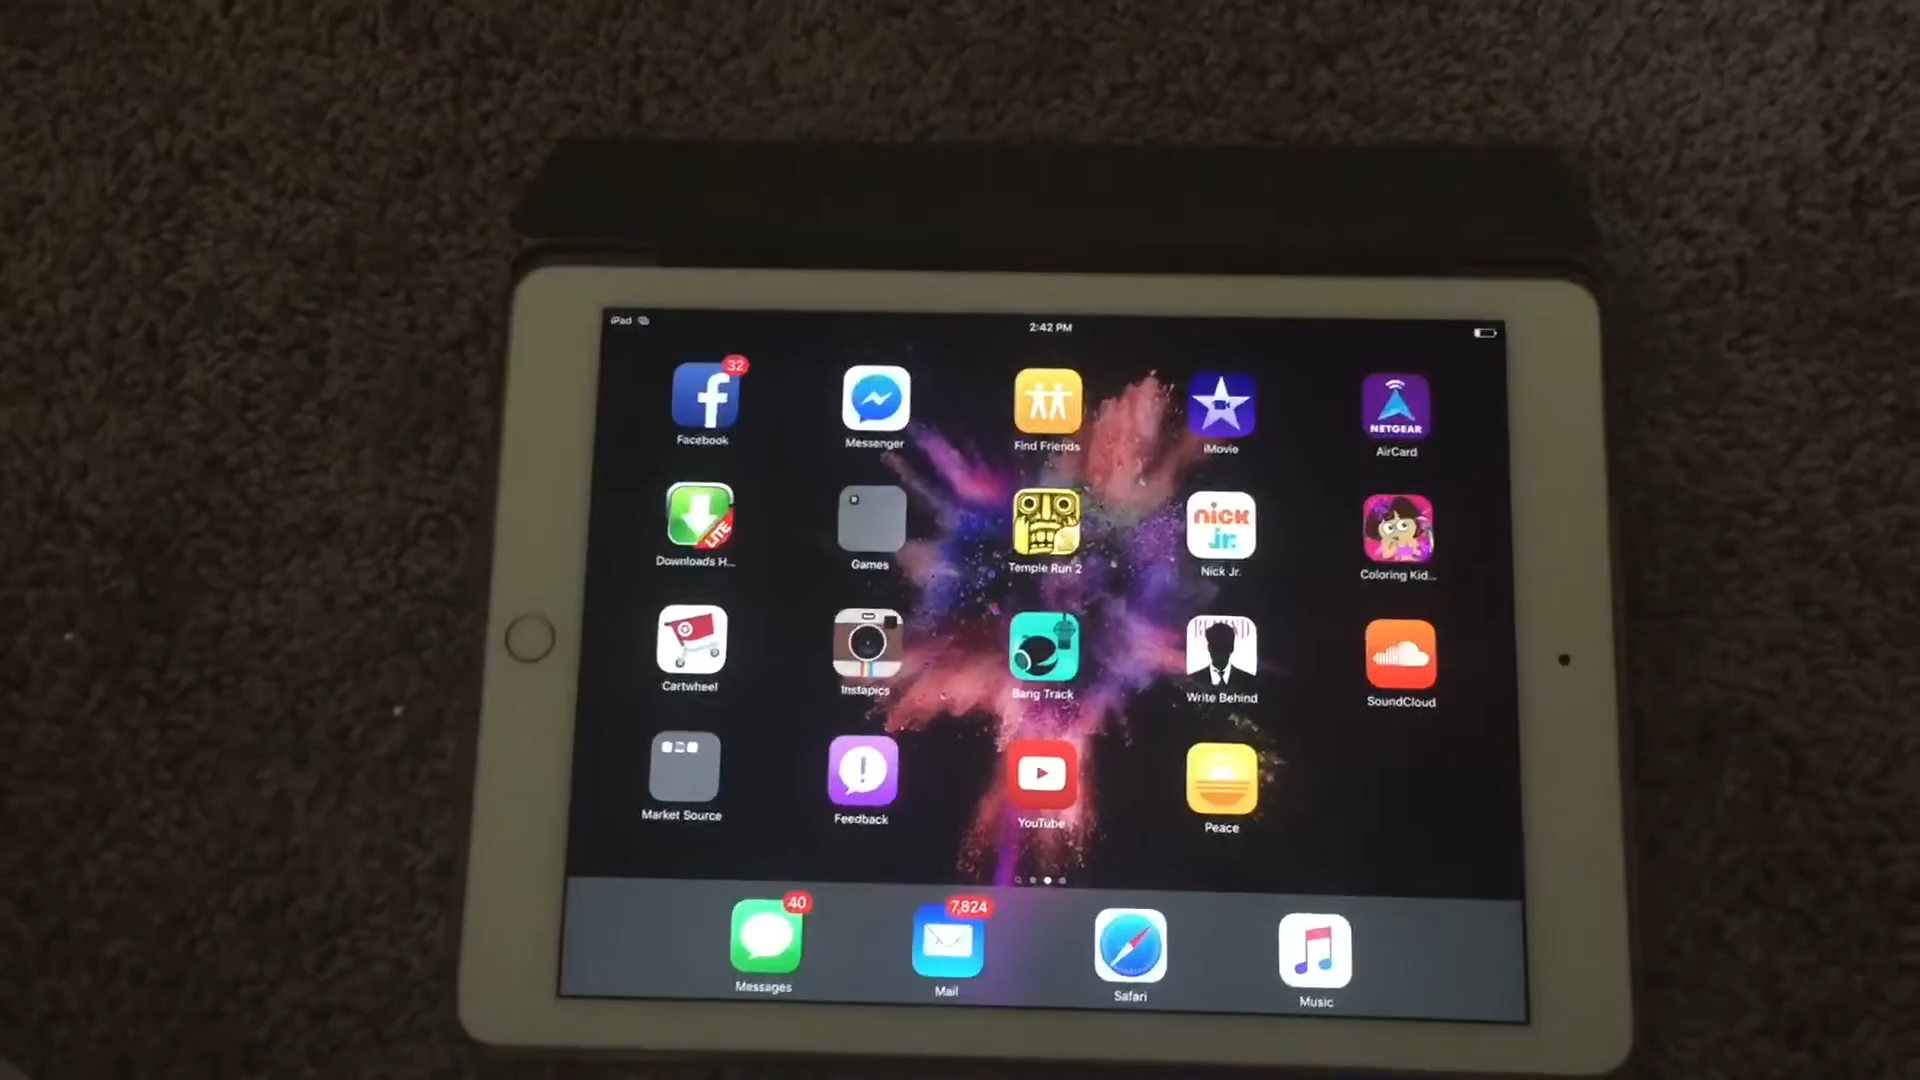 iPad
2:42 PM
32
Facebook
Messenger
Find Friends
iMovie
NETGEAR
AirCard
LITE
Downloads H...
Games
Temple Run 2
nick jr.
Nick Jr.
Coloring Kid...
Cartwheel
Instapics
Bang Track
BEHIND
Write Behind
SoundCloud
Market Source
Feedback
YouTube
Peace
40
Messages
7,824
Mail
Safari
Music